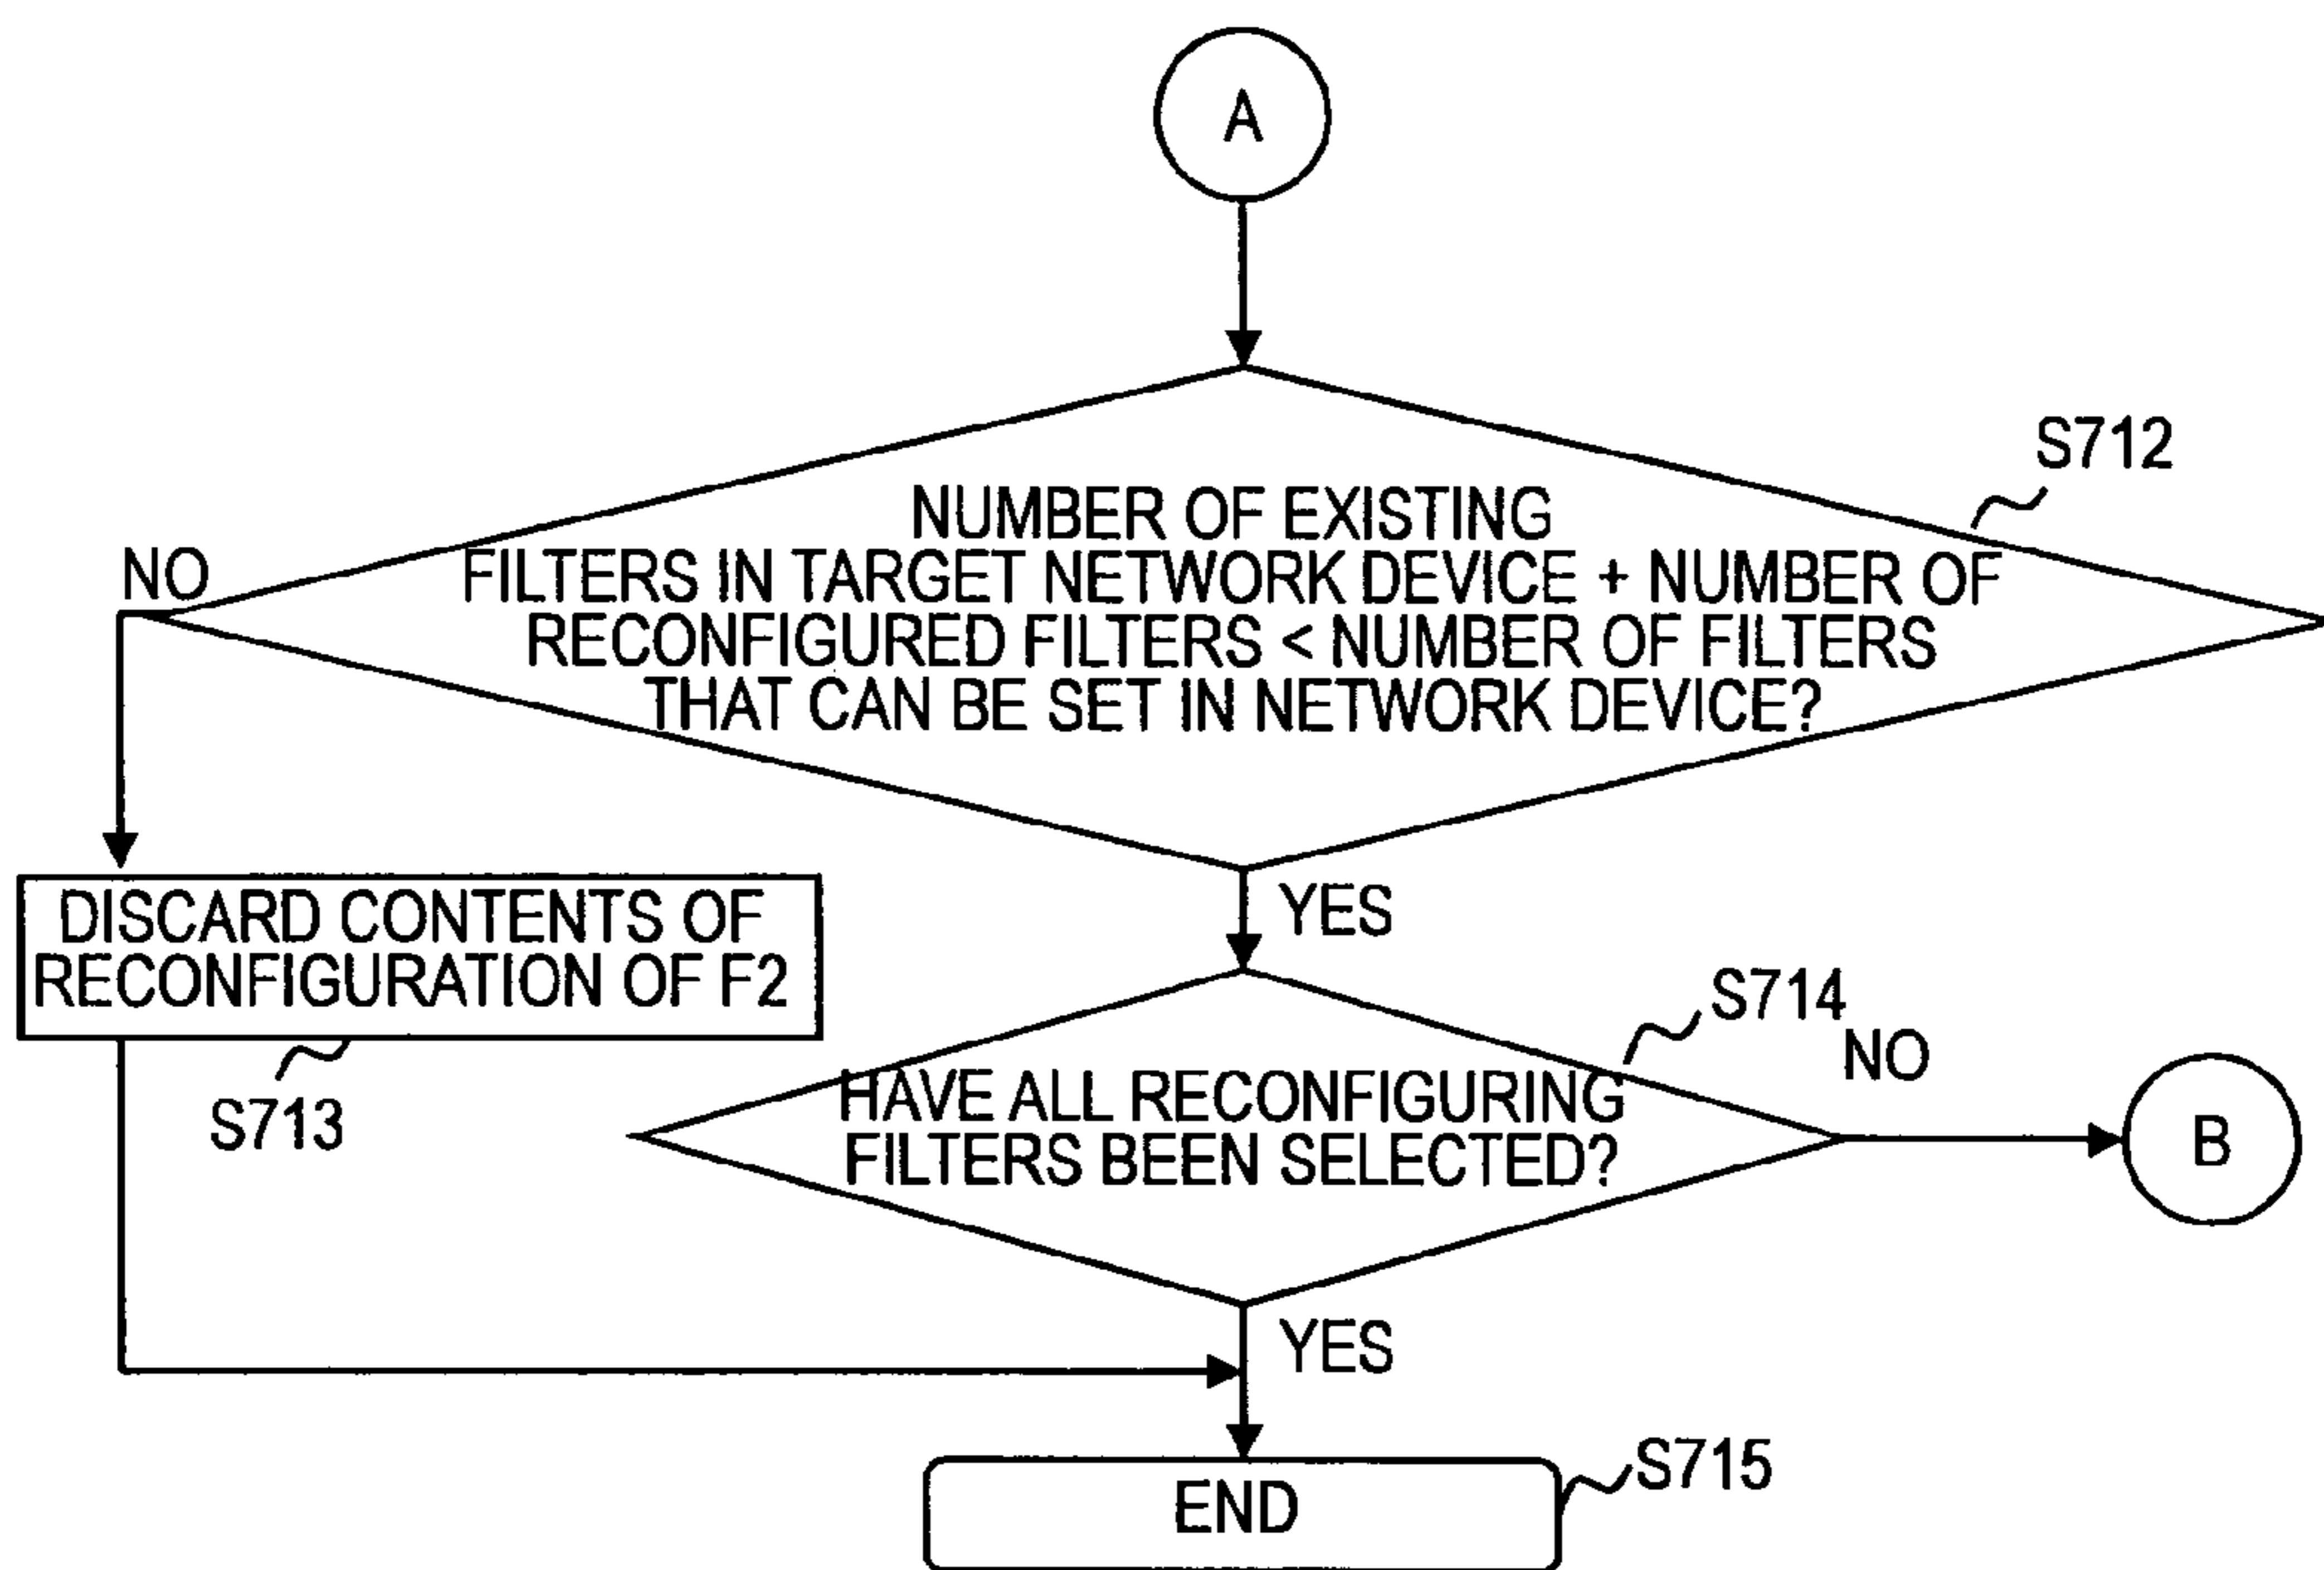 A
S712
NUMBER OF EXISTING
FILTERS IN TARGET NETWORK DEVICE + NUMBER OF
RECONFIGURED FILTERS < NUMBER OF FILTERS
THAT CAN BE SET IN NETWORK DEVICE?
NO
YES
DISCARD CONTENTS OF
RECONFIGURATION OF F2
S713
S714
NO
HAVE ALL RECONFIGURING
FILTERS BEEN SELECTED?
B
YES
END
S715